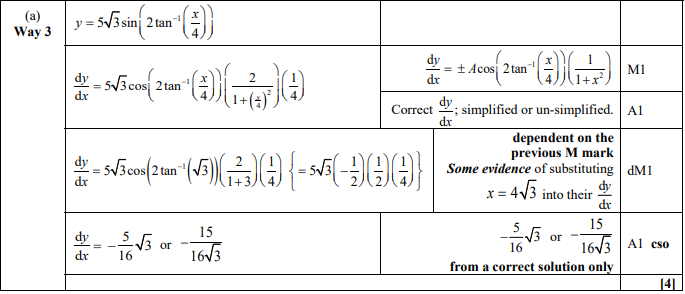 (a)
Way 3
y = 5√3 sin(2 tan⁻¹(x/4))
dy/dx = 5√3 cos(2 tan⁻¹(x/4))(2/(1+(x/4)²))(1/4)
dy/dx = ± A cos(2 tan⁻¹(x/4))(1/(1+x²))
M1
Correct dy/dx; simplified or un-simplified.
A1
dy/dx = 5√3 cos(2 tan⁻¹(√3))(2/(1+3))(1/4) {= 5√3(−1/2)(1/2)(1/4)}
dependent on the
previous M mark
Some evidence of substituting
x = 4√3 into their dy/dx
dM1
dy/dx = −5/16 √3 or −15/(16√3)
−5/16 √3 or −15/(16√3)
from a correct solution only
A1 cso
[4]